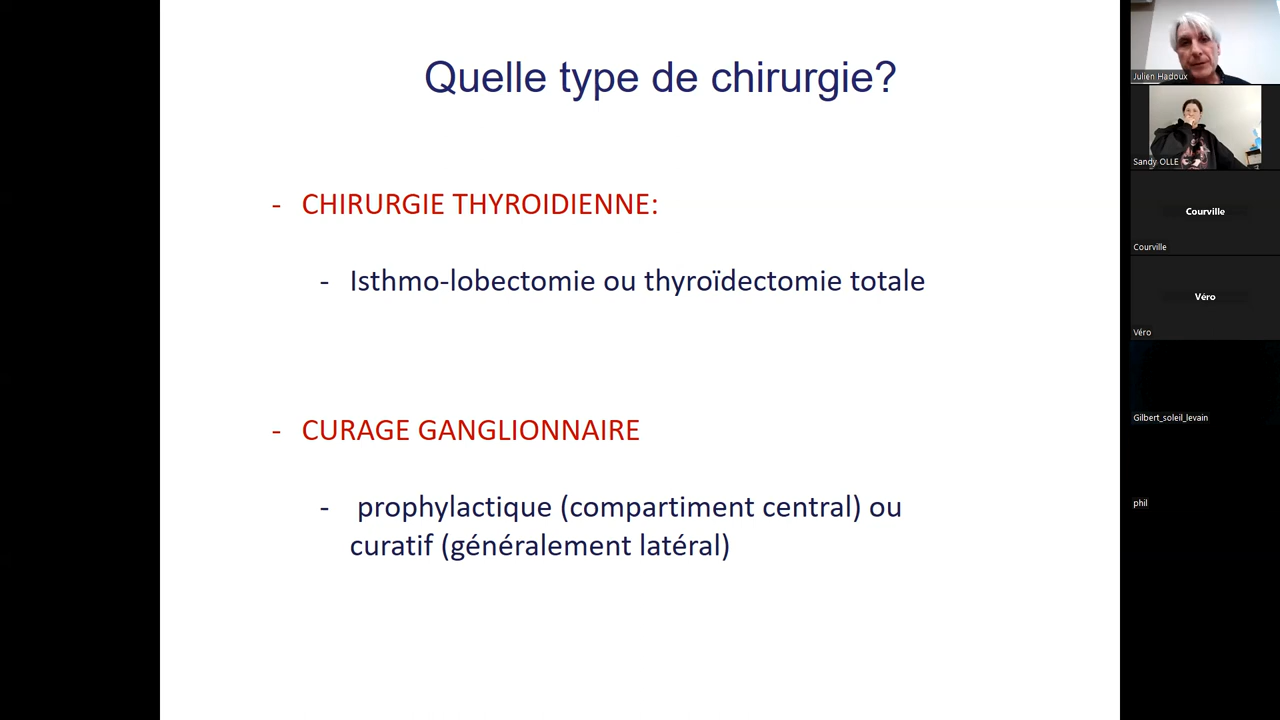 Quelle type de chirurgie?
- CHIRURGIE THYROIDIENNE:
- Isthmo-lobectomie ou thyroïdectomie totale
- CURAGE GANGLIONNAIRE
- prophylactique (compartiment central) ou
curatif (généralement latéral)
Julien Hadoux
Sandy OLLE
Courville
Courville
Véro
Véro
Gilbert_soleil_levain
phil